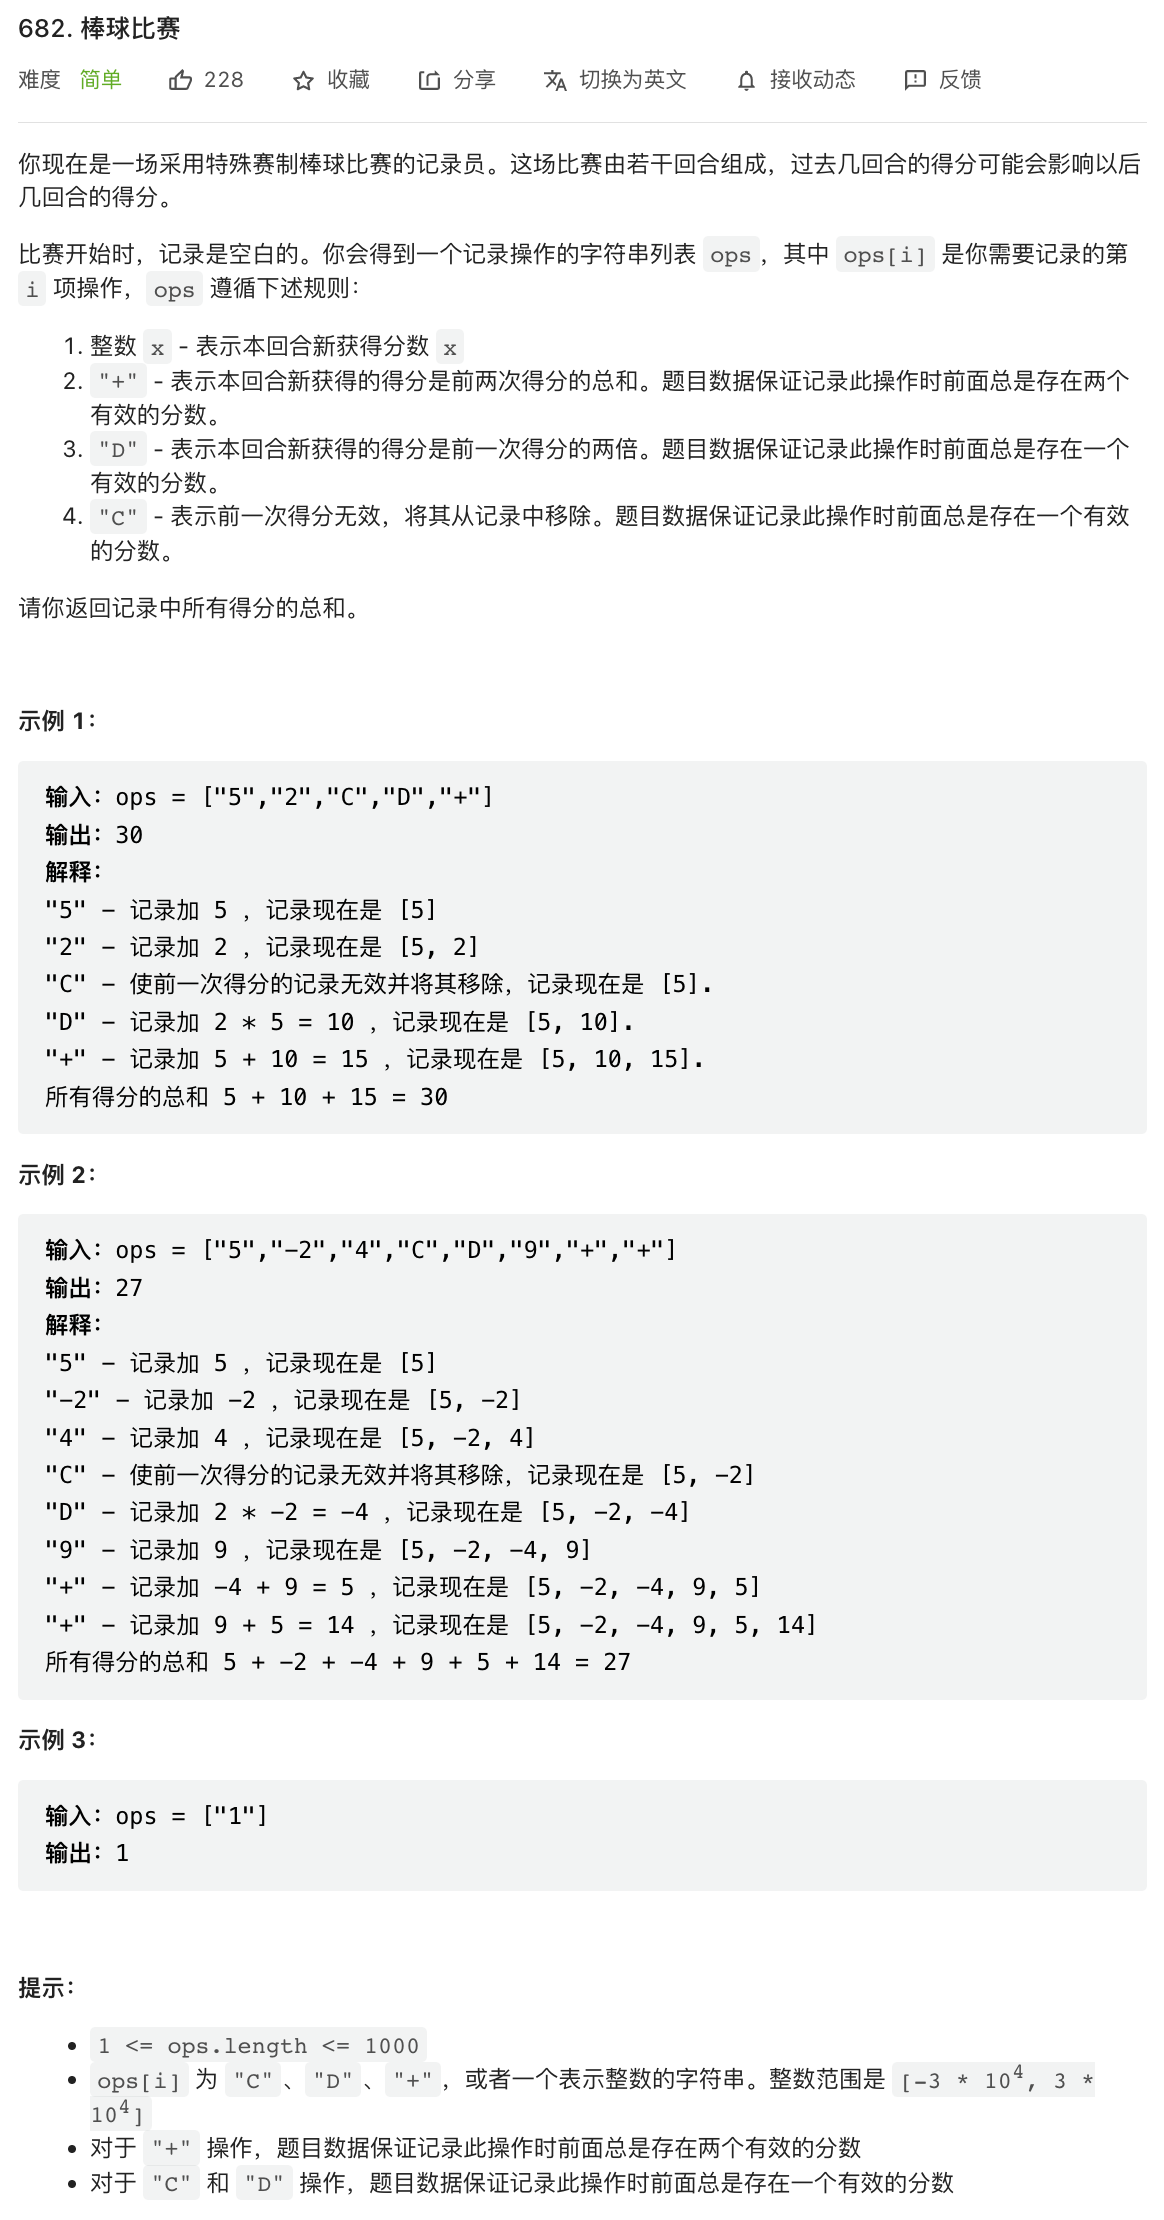 682. 棒球比赛
难度 简单 228 收藏 分享 切换为英文 接收动态 反馈
你现在是一场采用特殊赛制棒球比赛的记录员。这场比赛由若干回合组成，过去几回合的得分可能会影响以后
几回合的得分。
比赛开始时，记录是空白的。你会得到一个记录操作的字符串列表 ops，其中 ops[i] 是你需要记录的第
i 项操作，ops 遵循下述规则：
1. 整数 x - 表示本回合新获得分数 x
2. "+" - 表示本回合新获得的得分是前两次得分的总和。题目数据保证记录此操作时前面总是存在两个
有效的分数。
3. "D" - 表示本回合新获得的得分是前一次得分的两倍。题目数据保证记录此操作时前面总是存在一个
有效的分数。
4. "C" - 表示前一次得分无效，将其从记录中移除。题目数据保证记录此操作时前面总是存在一个有效
的分数。
请你返回记录中所有得分的总和。
示例 1：
输入：ops = ["5","2","C","D","+"]
输出：30
解释：
"5" - 记录加 5 ，记录现在是 [5]
"2" - 记录加 2 ，记录现在是 [5, 2]
"C" - 使前一次得分的记录无效并将其移除，记录现在是 [5].
"D" - 记录加 2 * 5 = 10 ，记录现在是 [5, 10].
"+" - 记录加 5 + 10 = 15 ，记录现在是 [5, 10, 15].
所有得分的总和 5 + 10 + 15 = 30
示例 2：
输入：ops = ["5","-2","4","C","D","9","+","+"]
输出：27
解释：
"5" - 记录加 5 ，记录现在是 [5]
"-2" - 记录加 -2 ，记录现在是 [5, -2]
"4" - 记录加 4 ，记录现在是 [5, -2, 4]
"C" - 使前一次得分的记录无效并将其移除，记录现在是 [5, -2]
"D" - 记录加 2 * -2 = -4 ，记录现在是 [5, -2, -4]
"9" - 记录加 9 ，记录现在是 [5, -2, -4, 9]
"+" - 记录加 -4 + 9 = 5 ，记录现在是 [5, -2, -4, 9, 5]
"+" - 记录加 9 + 5 = 14 ，记录现在是 [5, -2, -4, 9, 5, 14]
所有得分的总和 5 + -2 + -4 + 9 + 5 + 14 = 27
示例 3：
输入：ops = ["1"]
输出：1
提示：
• 1 <= ops.length <= 1000
• ops[i] 为 "C"、"D"、"+"，或者一个表示整数的字符串。整数范围是 [-3 * 10⁴, 3 *
10⁴]
• 对于 "+" 操作，题目数据保证记录此操作时前面总是存在两个有效的分数
• 对于 "C" 和 "D" 操作，题目数据保证记录此操作时前面总是存在一个有效的分数